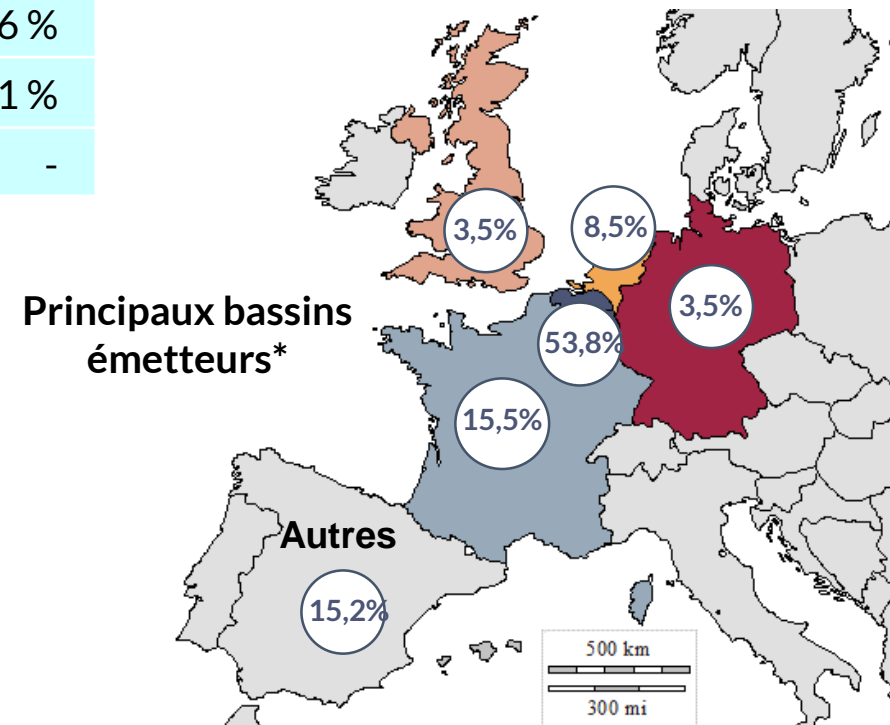 6 %
1 %
-
3,5%
8,5%
3,5%
Principaux bassins
émetteurs*
53,8%
15,5%
Autres
15,2%
500 km
300 mi